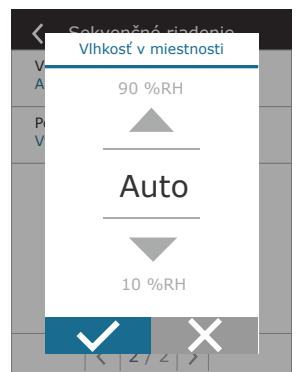 Sekvenčné riadenie
Vlhkosť v miestnosti
V
A
90 %RH
P
V
Auto
10 %RH
2 / 2